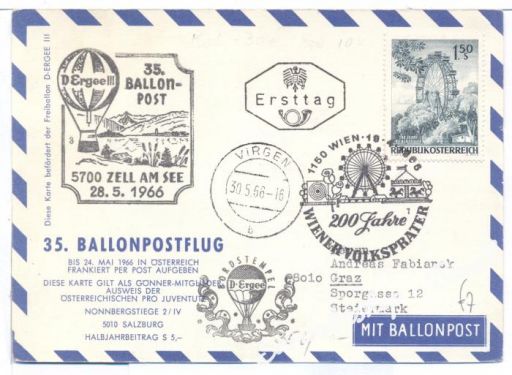 Diese Karte befördert der Freiballon D-ERGEE III
D-Ergee III
35.
BALLON-
POST
5700 ZELL AM SEE
28.5.1966
Ersttag
1.50
S
REPUBLIK ÖSTERREICH
VIRGEN
30.5.66-16
b
1150 WIEN
200 Jahre
WIENER VOLKSPRATER
35. BALLONPOSTFLUG
BIS 24. MAI 1966 IN ÖSTERREICH
FRANKIERT PER POST AUFGEBEN
DIESE KARTE GILT ALS GÖNNER-MITGLIEDS-
AUSWEIS DER
ÖSTERREICHISCHEN PRO JUVENTUTE
NONNBERGSTIEGE 2/IV
5010 SALZBURG
HALBJAHRBEITRAG S 5,-
BORDSTEMPEL
D-Ergee
Herrn
Andreas Fabianek
8010 Graz
Sporgasse 12
Steiermark
MIT BALLONPOST